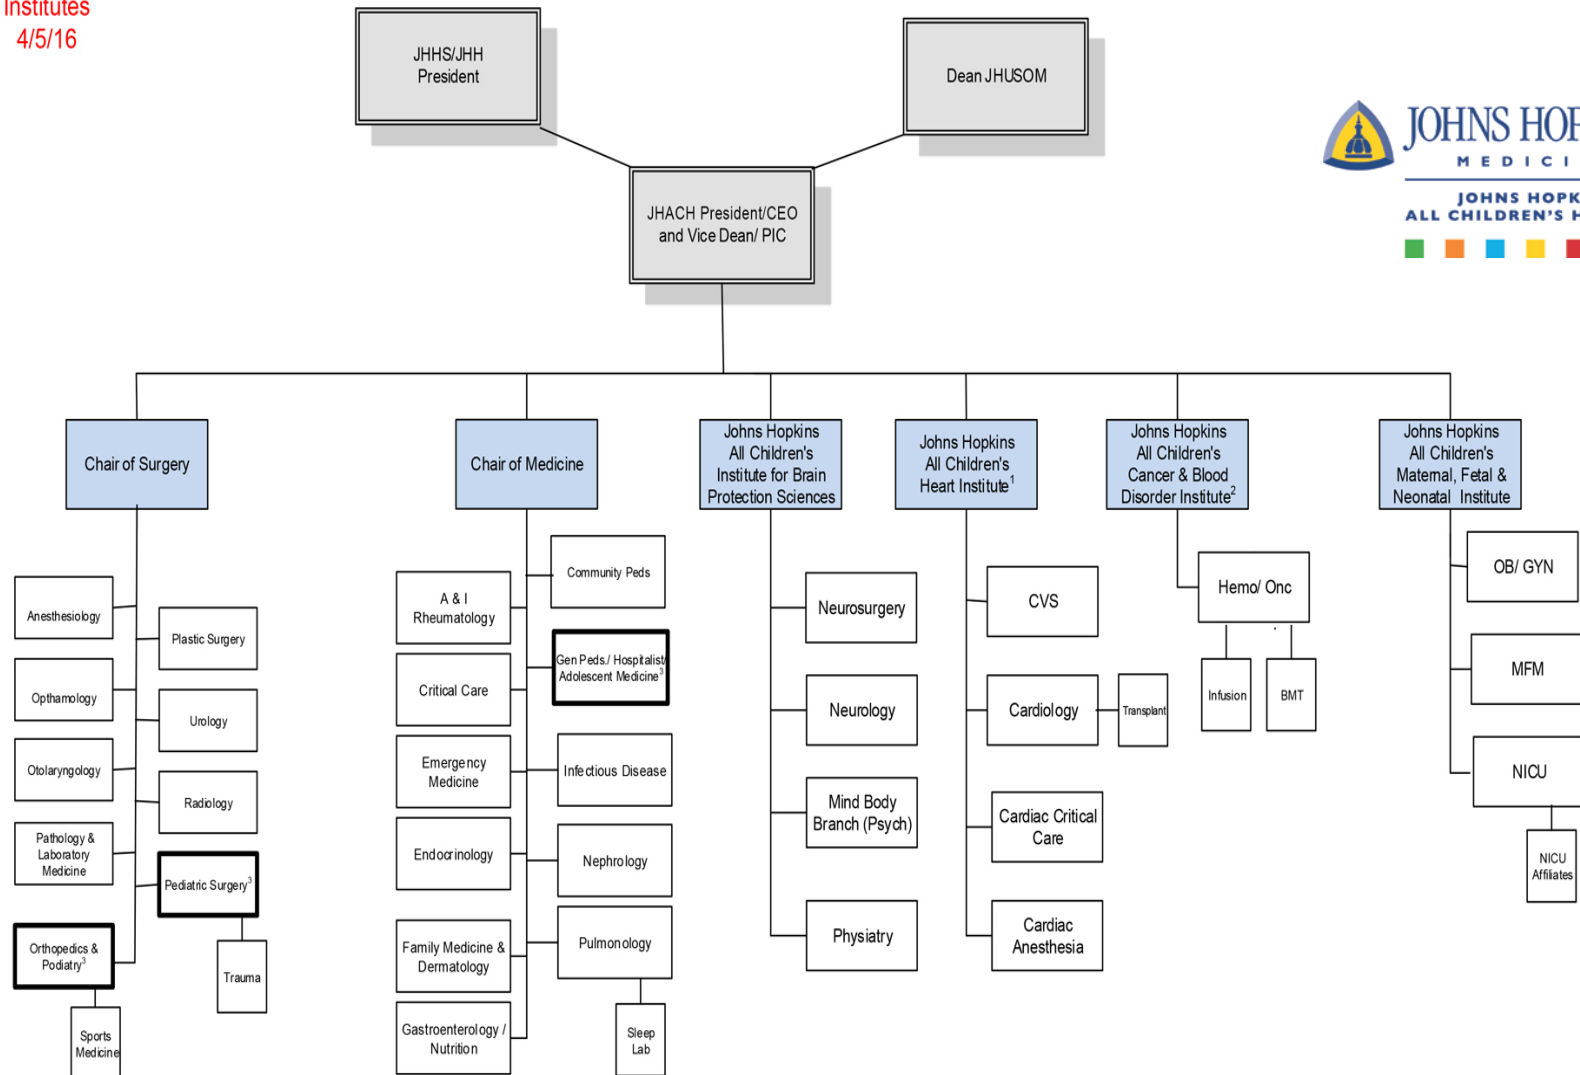 Institutes
4/5/16
JHHS/JHH
President
Dean JHUSOM
JHACH President/CEO
and Vice Dean/ PIC
JOHNS HOP
MEDICI
JOHNS HOPK
ALL CHILDREN'S H
Chair of Surgery
Chair of Medicine
Johns Hopkins
All Children's
Institute for Brain
Protection Sciences
Johns Hopkins
All Children's
Heart Institute1
Johns Hopkins
All Children's
Cancer & Blood
Disorder Institute2
Johns Hopkins
All Children's
Maternal, Fetal &
Neonatal Institute
Anesthesiology
Plastic Surgery
Opthamology
Urology
Otolaryngology
Radiology
Pathology &
Laboratory
Medicine
Pediatric Surgery3
Orthopedics &
Podiatry3
Trauma
Sports
Medicine
Community Peds
A & I
Rheumatology
Gen Peds./ Hospitalist/
Adolescent Medicine3
Critical Care
Emergency
Medicine
Infectious Disease
Endocrinology
Nephrology
Family Medicine &
Dermatology
Pulmonology
Gastroenterology /
Nutrition
Sleep
Lab
Neurosurgery
Neurology
Mind Body
Branch (Psych)
Physiatry
CVS
Cardiology
Transplant
Cardiac Critical
Care
Cardiac
Anesthesia
Hemo/ Onc
Infusion
BMT
OB/ GYN
MFM
NICU
NICU
Affiliates